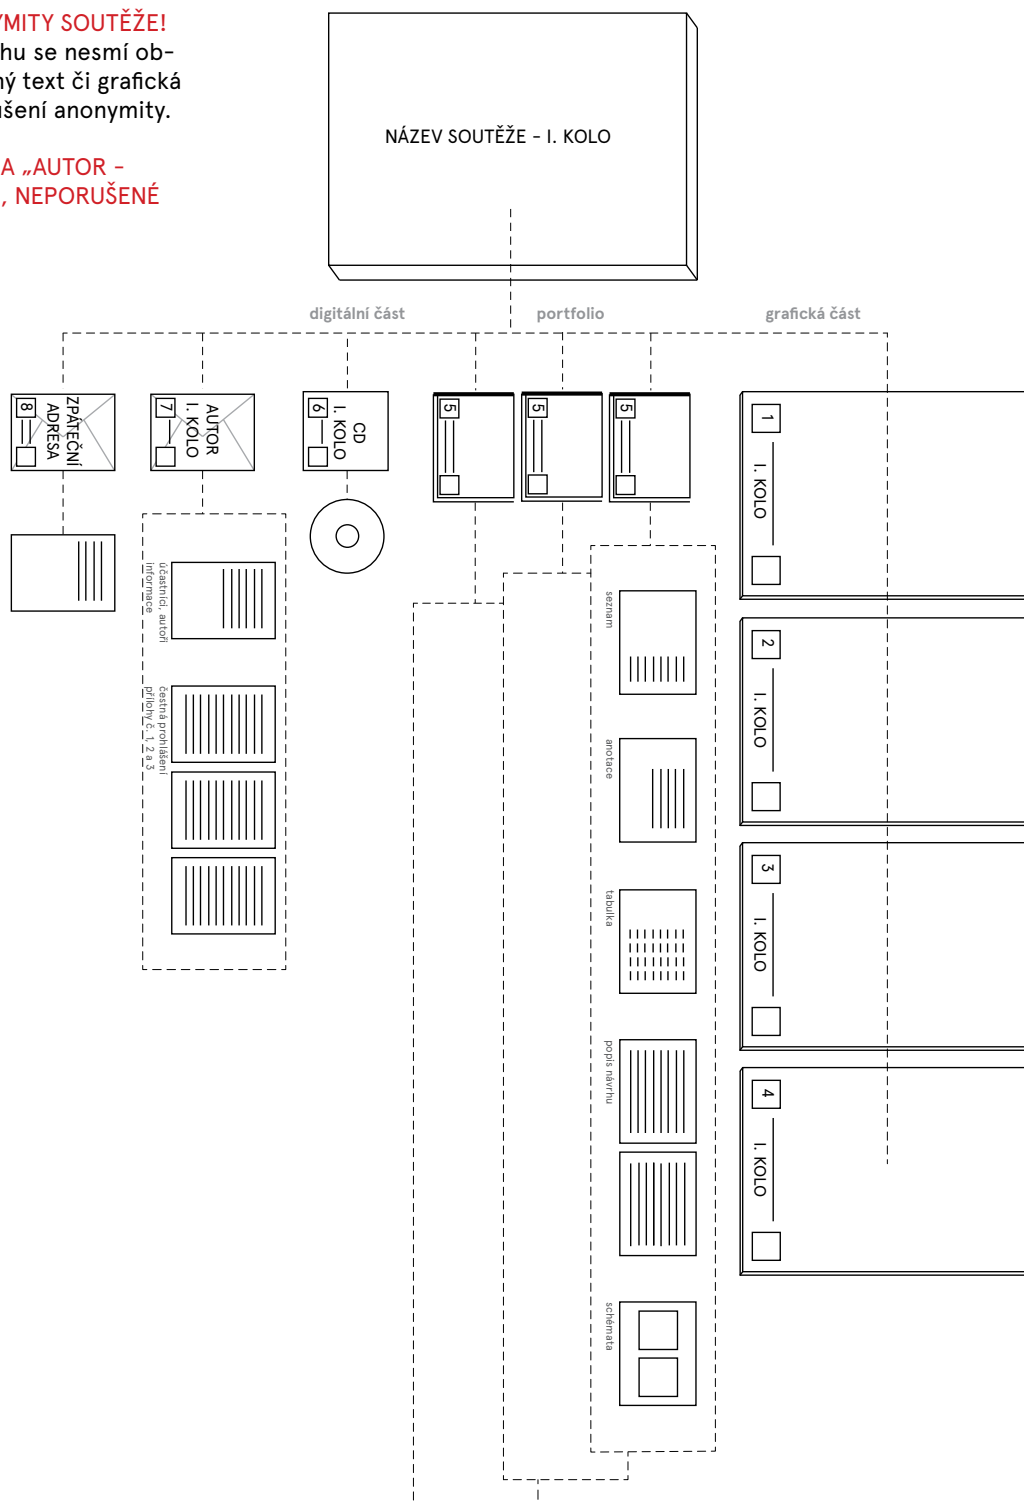 YMITY SOUTĚŽE!
hu se nesmí ob-
ný text či grafická
ušení anonymity.
A „AUTOR –
, NEPORUŠENÉ
NÁZEV SOUTĚŽE – I. KOLO
digitální část
portfolio
grafická část
8
ZPÁTEČNÍ
ADRESA
7
AUTOR
I. KOLO
6
CD
I. KOLO
5
5
5
1
I. KOLO
2
I. KOLO
3
I. KOLO
4
I. KOLO
účastníci, autoři
informace
čestná prohlášení
přílohy č. 1, 2 a 3
seznam
anotace
tabulka
popis návrhu
schémata